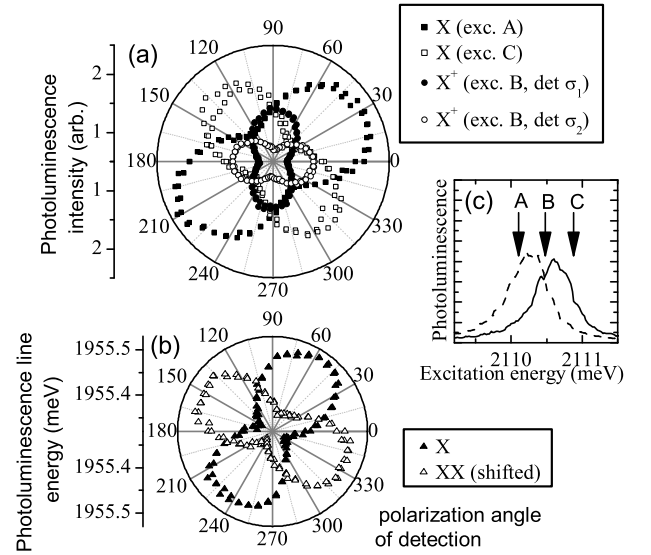 (a)
Photoluminescence
intensity (arb.)
2
1
1
2
90
60
30
0
330
300
270
240
210
180
150
120
X (exc. A)
X (exc. C)
X⁺ (exc. B, det σ₁)
X⁺ (exc. B, det σ₂)
(c)
A B C
Photoluminescence
2110 2111
Excitation energy (meV)
(b)
Photoluminescence line
energy (meV)
1955.5
1955.4
1955.4
1955.5
90
60
30
0
330
300
270
240
210
180
150
120
X
XX (shifted)
polarization angle
of detection